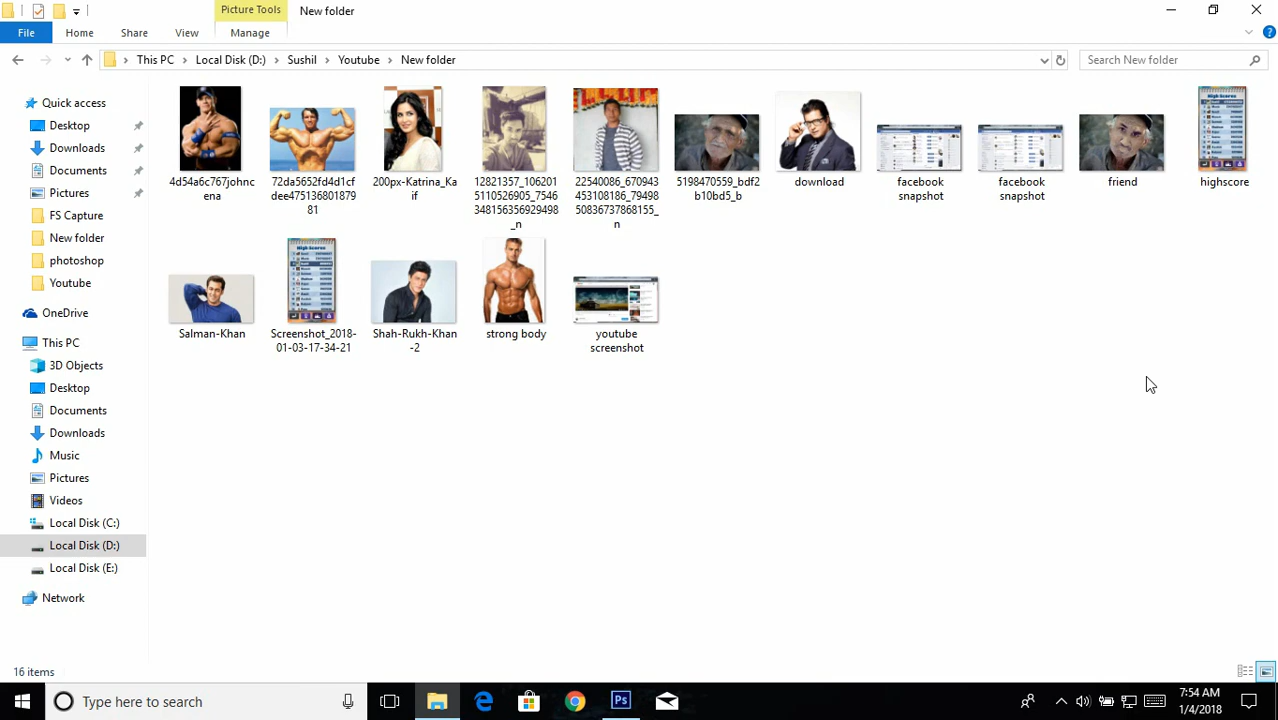 Picture Tools
New folder
File
Home
Share
View
Manage
This PC
Local Disk (D:)
Sushil
Youtube
New folder
Search New folder
Quick access
Desktop
Downloads
Documents
Pictures
FS Capture
New folder
photoshop
Youtube
OneDrive
This PC
3D Objects
Desktop
Documents
Downloads
Music
Pictures
Videos
Local Disk (C:)
Local Disk (D:)
Local Disk (E:)
Network
4d54a6c767johnc
ena
72da5652fd4d1cf
dee475136801879
81
200px-Katrina_Ka
if
12821357_106201
5110526905_7546
348156356929498
_n
22540086_670943
453108186_79498
50836737868155_
n
5198470559_bdf2
b10bd5_b
download
facebook
snapshot
facebook
snapshot
friend
High Scores
highscore
Salman-Khan
High Scores
Screenshot_2018-
01-03-17-34-21
Shah-Rukh-Khan
-2
strong body
youtube
screenshot
16 items
Type here to search
Ps
7:54 AM
1/4/2018